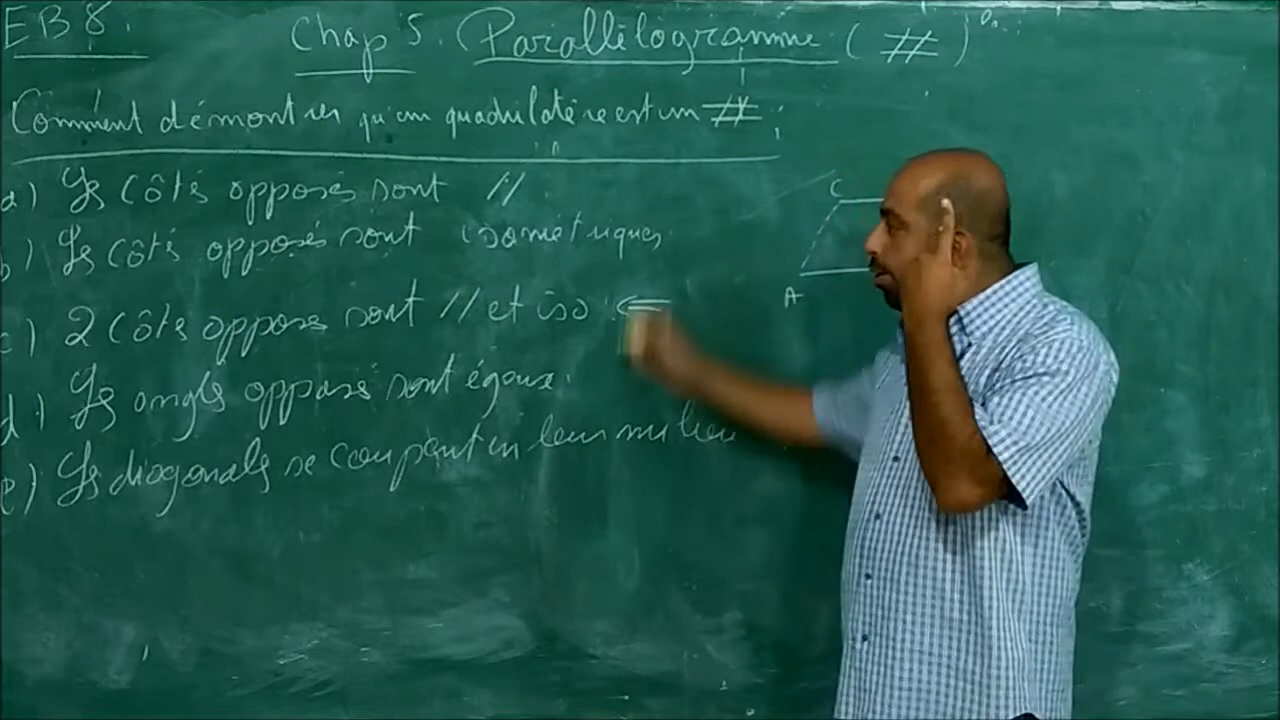 EB8.
Chap 5. Parallélogramme (#)
Comment démontrer qu'un quadrilatère est un # ;
a) Les côtés opposés sont //
b) Les côtés opposés sont isométriques
c) 2 côtés opposés sont // et iso ⇐
d) Les angles opposés sont égaux.
e) Les diagonales se coupent en leur milieu
C
A